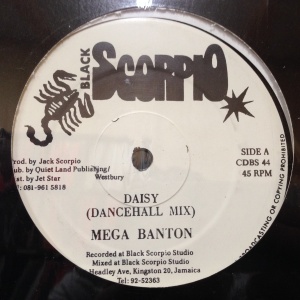 BLACK
SCORPIO
Prod. by Jack Scorpio
Pub. by Quiet Land Publishing/
Westbury
Dist. by Jet Star
Tel: 081-961 5818
SIDE A
CDBS 44
45 RPM
DAISY
(DANCEHALL MIX)
MEGA BANTON
Recorded at Black Scorpio Studio
Mixed at Black Scorpio Studio
Headley Ave, Kingston 20, Jamaica
Tel: 92-52363
BROADCASTING OR COPYING PROHIBITED